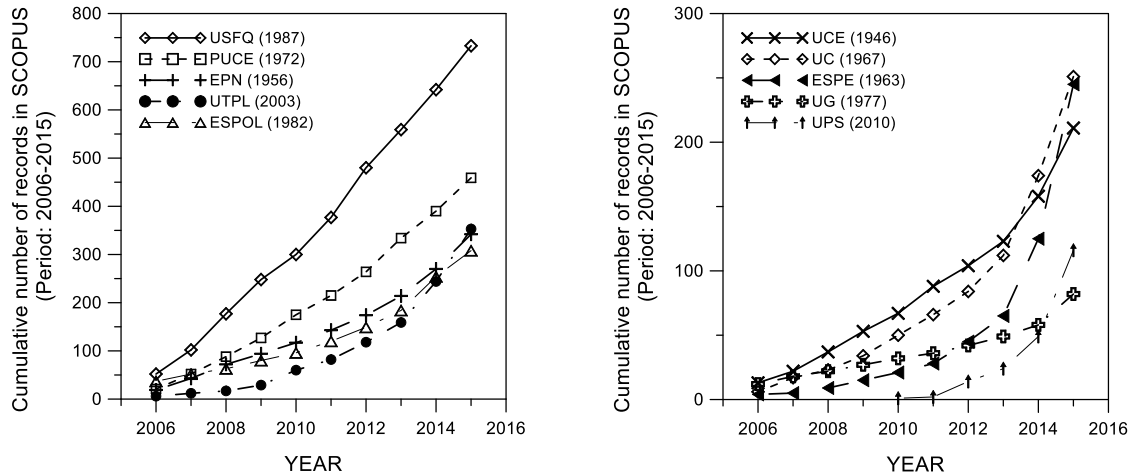 Cumulative number of records in SCOPUS
(Period: 2006-2015)
800
700
600
500
400
300
200
100
0
USFQ (1987)
PUCE (1972)
EPN (1956)
UTPL (2003)
ESPOL (1982)
2006 2008 2010 2012 2014 2016
YEAR
Cumulative number of records in SCOPUS
(Period: 2006-2015)
300
200
100
0
UCE (1946)
UC (1967)
ESPE (1963)
UG (1977)
UPS (2010)
2006 2008 2010 2012 2014 2016
YEAR